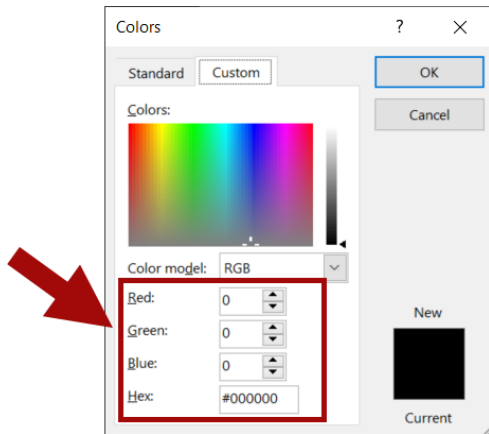 Colors ? ×
Standard Custom
OK
Cancel
Colors:
Color model: RGB
Red: 0
Green: 0
Blue: 0
Hex: #000000
New
Current